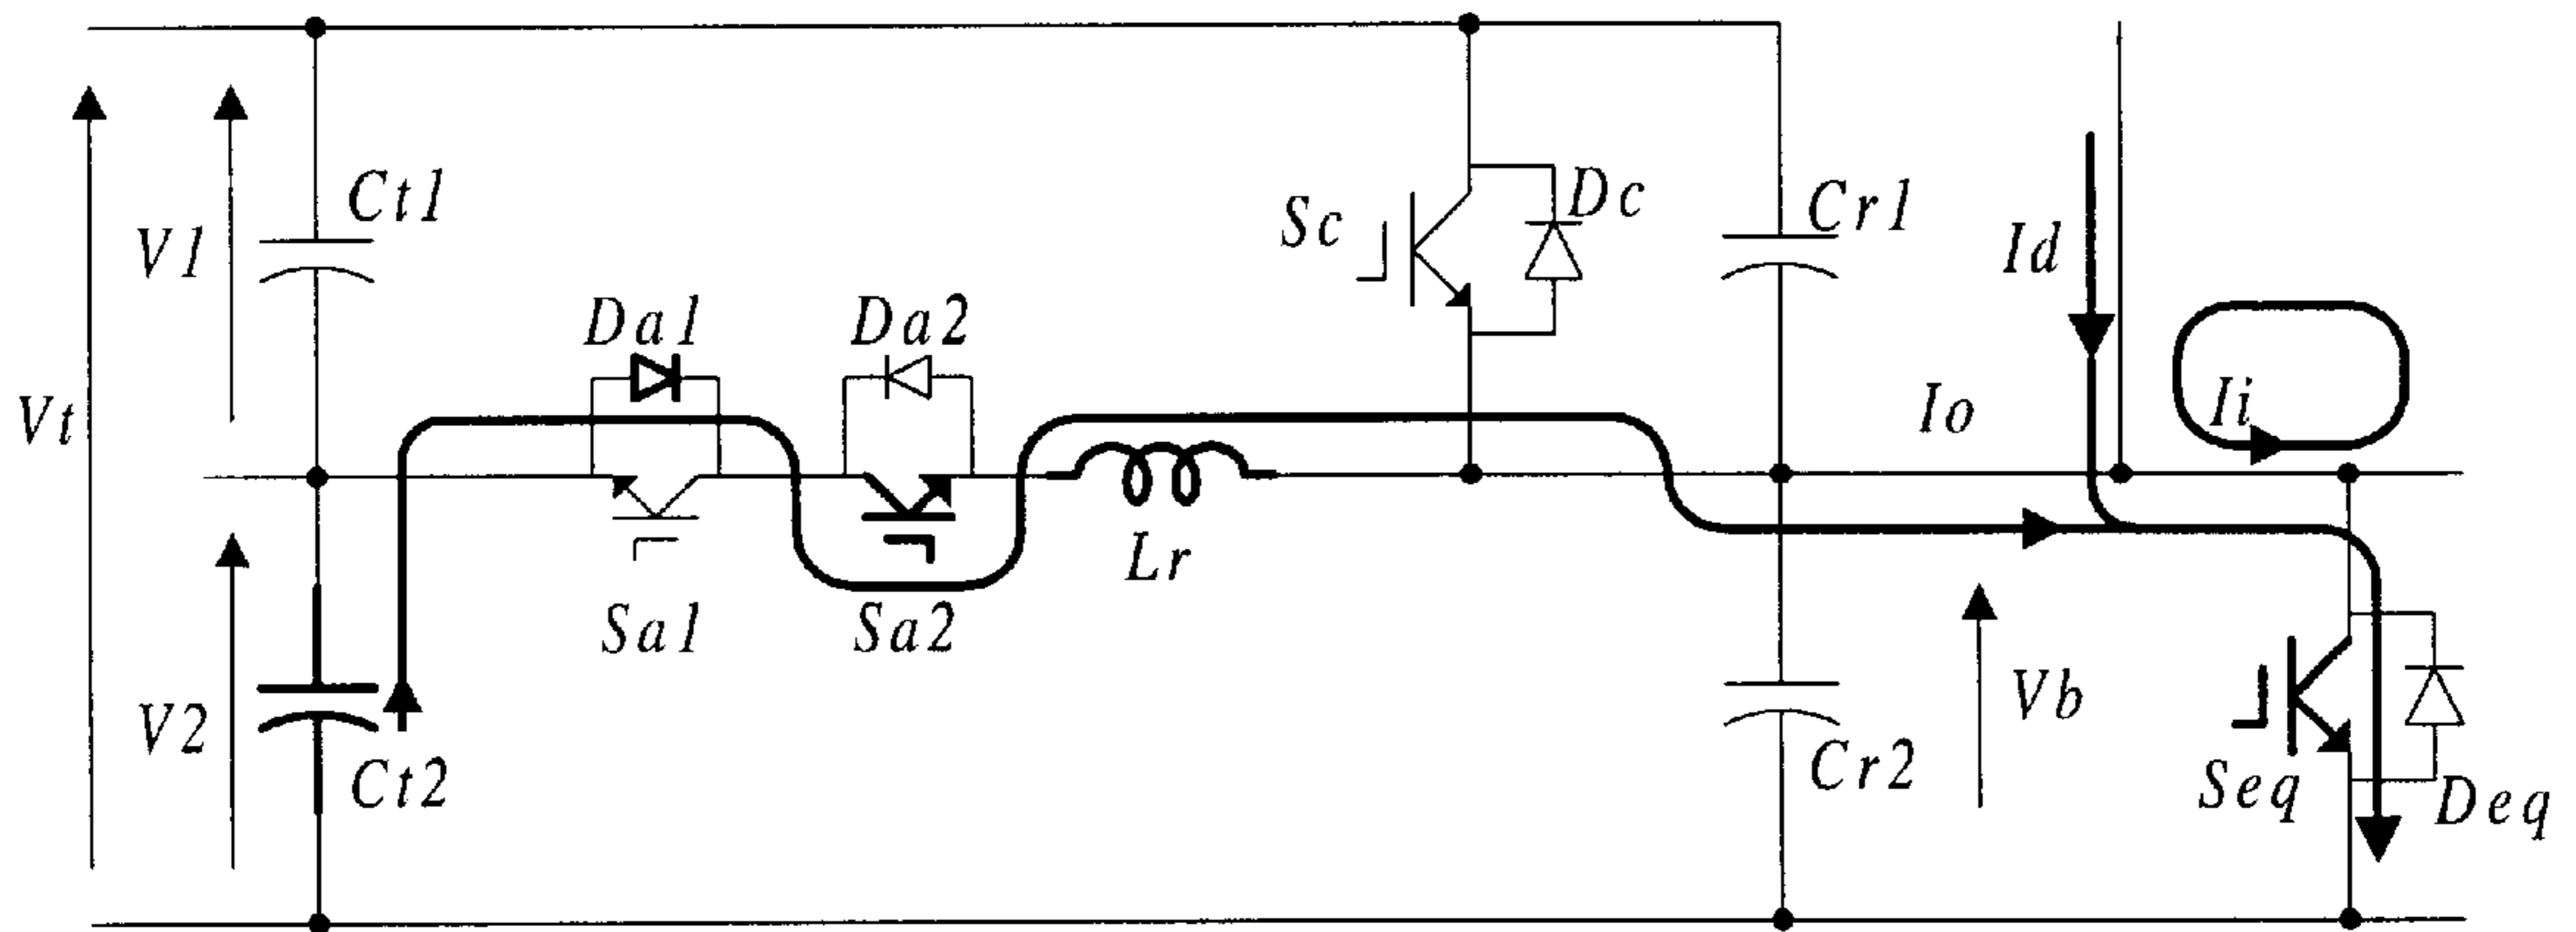 Ct1
Dc
Sc
Cr1
V1
Id
Da1
Da2
Vt
Io
Ii
Lr
Sa1
Sa2
Vb
V2
Ct2
Cr2
Seq
Deq